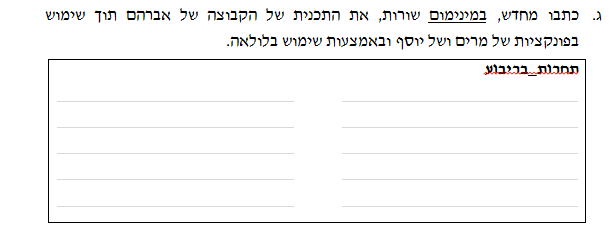 ג. כתבו מחדש, במינימום שורות, את התכנית של הקבוצה של אברהם תוך שימוש
בפונקציות של מרים ושל יוסף ובאמצעות שימוש בלולאה.
תחרות_בריבוע